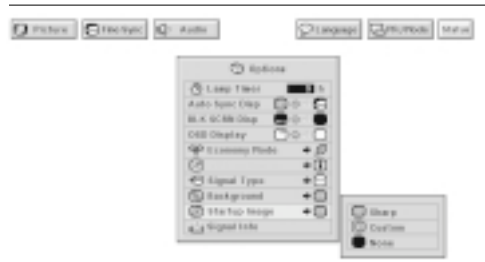 Picture
Fine Sync
Audio
Language
PRJ Mode
Status
Options
Lamp Timer
Auto Sync Disp
BLK SCRN Disp
OSD Display
Economy Mode
Signal Type
Background
Startup Image
Signal Info
Sharp
Custom
None